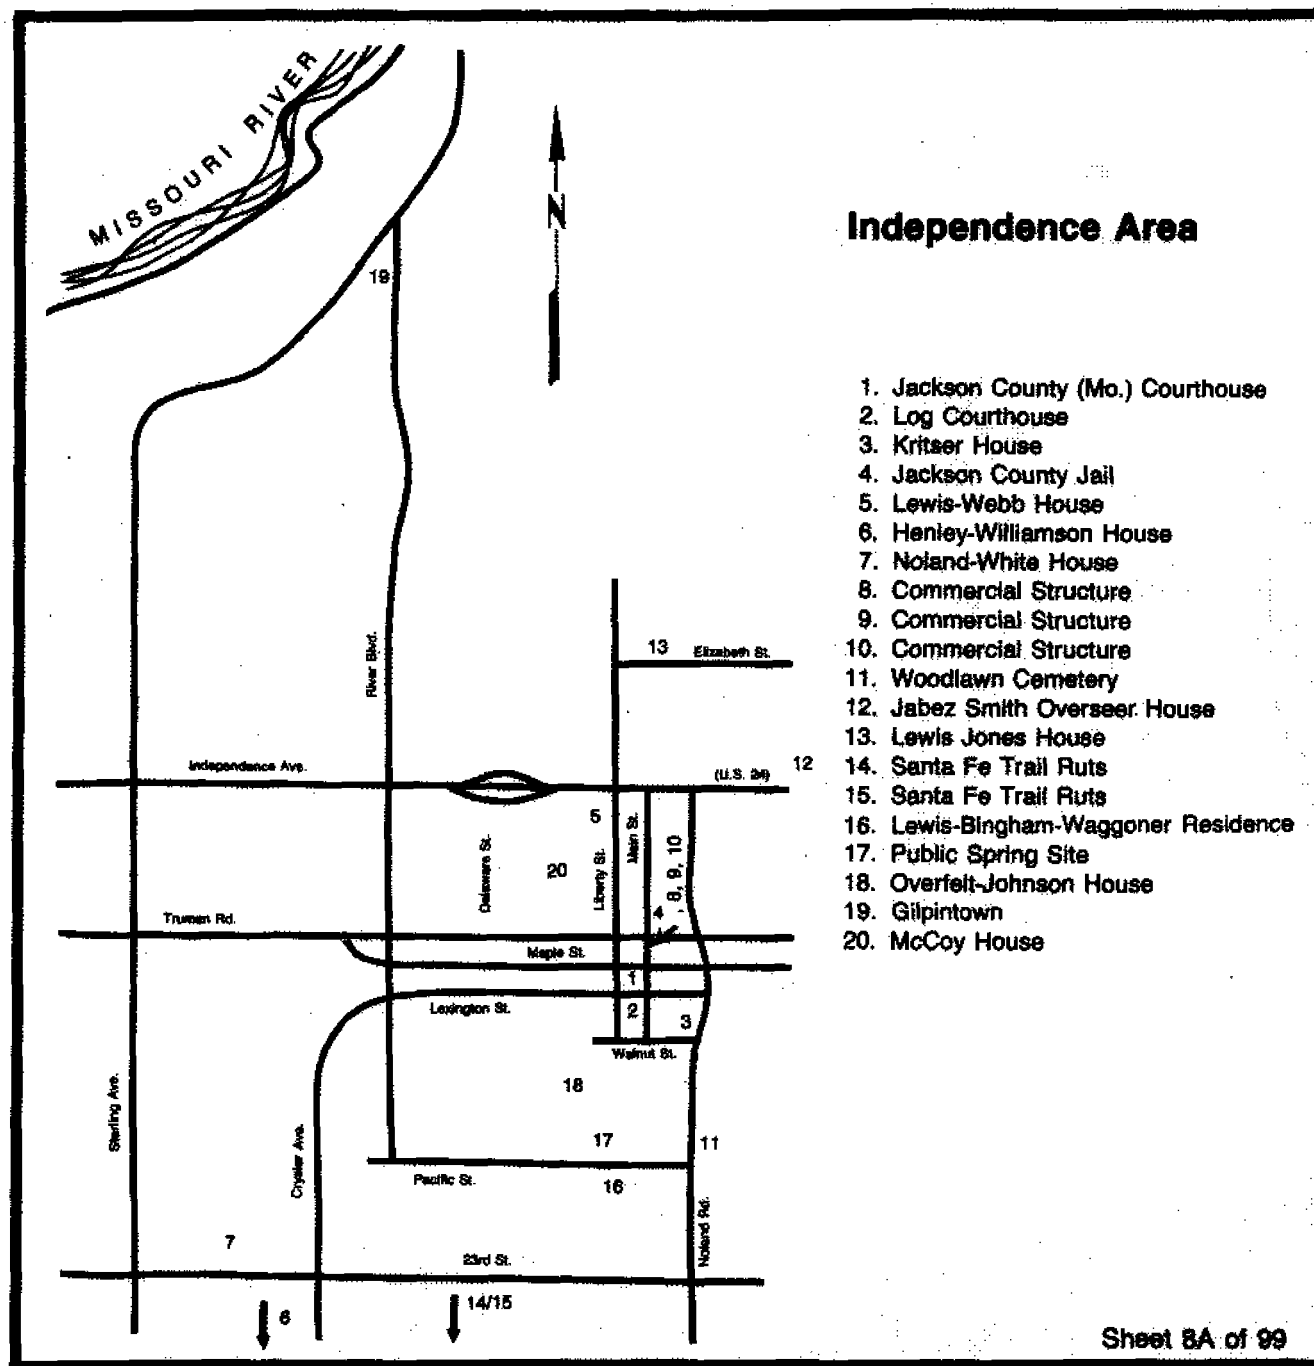 MISSOURI RIVER
N
Independence Area
19
1. Jackson County (Mo.) Courthouse
2. Log Courthouse
3. Kritser House
4. Jackson County Jail
5. Lewis-Webb House
6. Henley-Williamson House
7. Noland-White House
8. Commercial Structure
9. Commercial Structure
10. Commercial Structure
11. Woodlawn Cemetery
12. Jabez Smith Overseer House
13. Lewis Jones House
14. Santa Fe Trail Ruts
15. Santa Fe Trail Ruts
16. Lewis-Bingham-Waggoner Residence
17. Public Spring Site
18. Overfelt-Johnson House
19. Gilpintown
20. McCoy House
13
Elizabeth St.
River Blvd.
Independence Ave.
(U.S. 24)
12
5
Main St.
Delaware St.
20
Liberty St.
4, 8, 9, 10
Truman Rd.
Maple St.
1
Lexington St.
2
3
Walnut St.
18
Sterling Ave.
Crysler Ave.
17
11
Pacific St.
16
Noland Rd.
7
23rd St.
6
14/15
Sheet 8A of 99